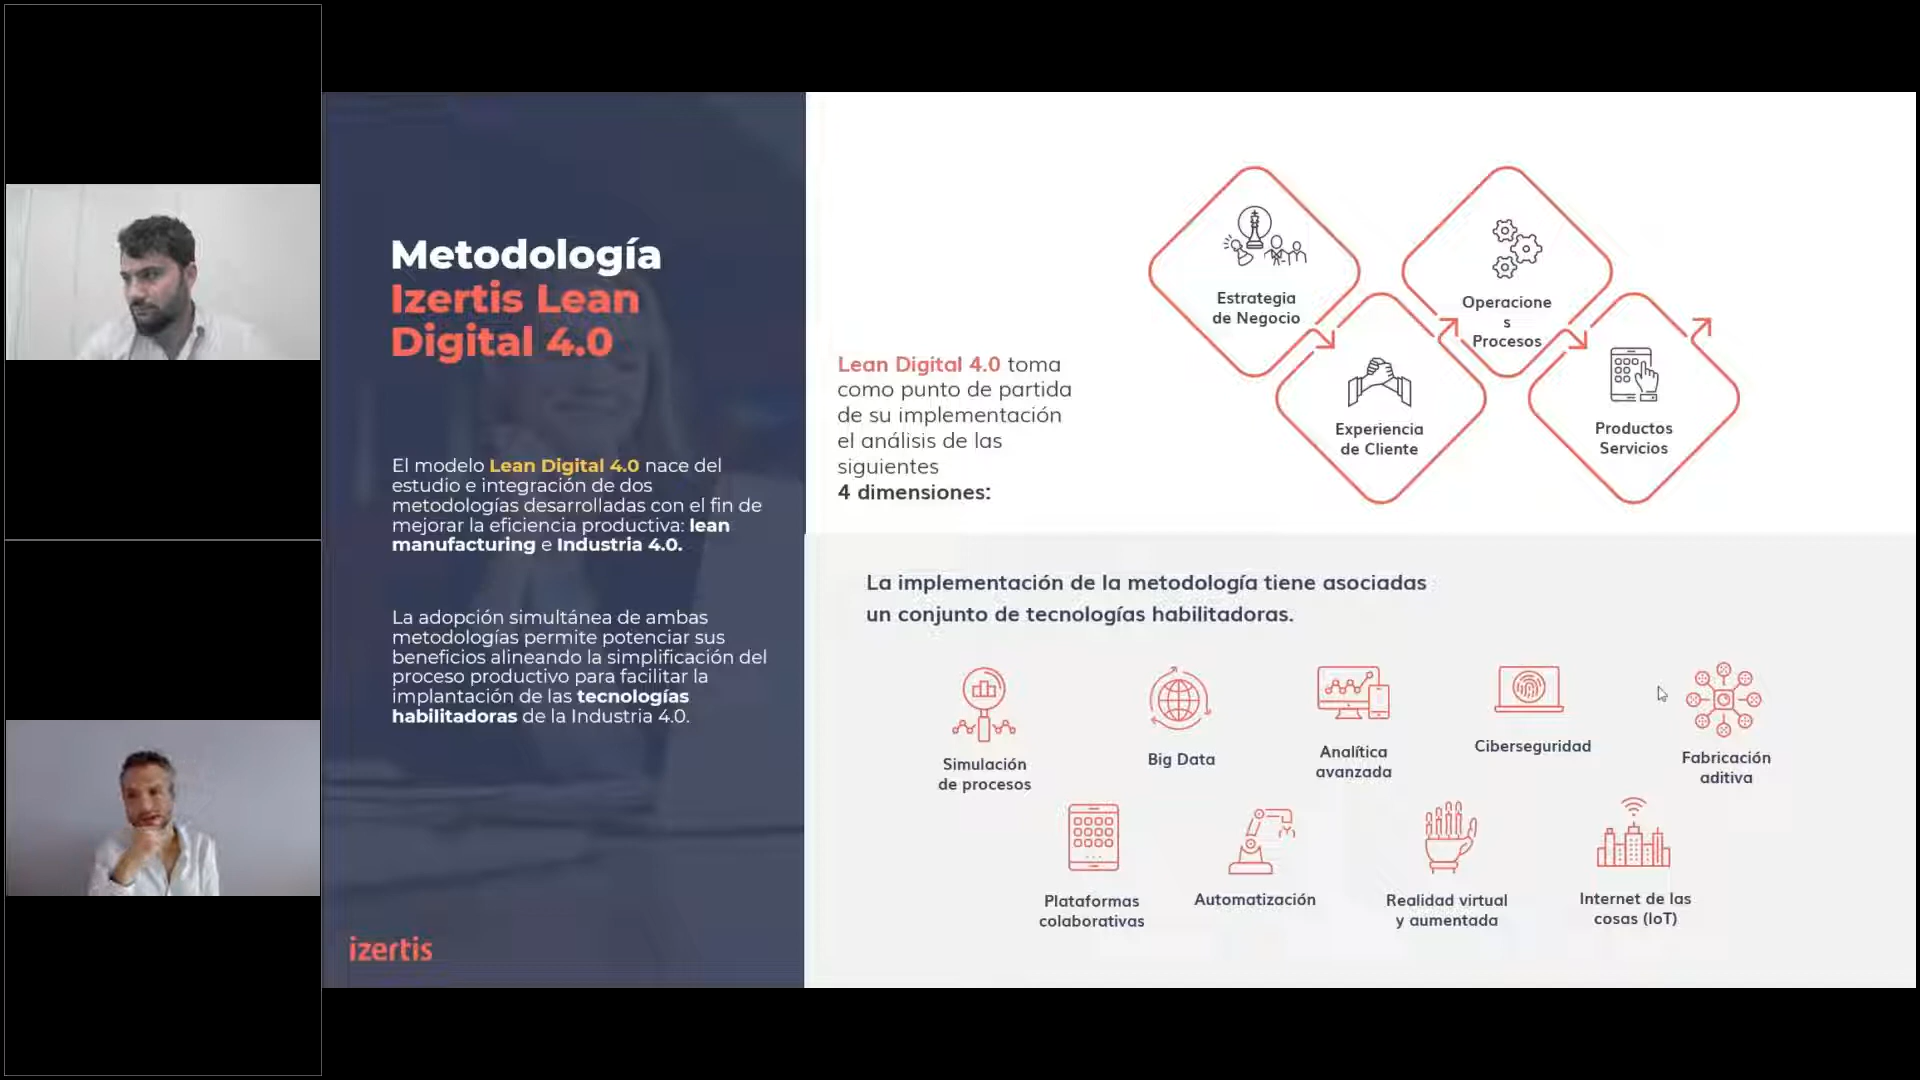 Metodología
Izertis Lean
Digital 4.0
El modelo Lean Digital 4.0 nace del
estudio e integración de dos
metodologías desarrolladas con el fin de
mejorar la eficiencia productiva: lean
manufacturing e Industria 4.0.
La adopción simultánea de ambas
metodologías permite potenciar sus
beneficios alineando la simplificación del
proceso productivo para facilitar la
implantación de las tecnologías
habilitadoras de la Industria 4.0.
izertis
Lean Digital 4.0 toma
como punto de partida
de su implementación
el análisis de las
siguientes
4 dimensiones:
Estrategia
de Negocio
Experiencia
de Cliente
Operacione
s
Procesos
Productos
Servicios
La implementación de la metodología tiene asociadas
un conjunto de tecnologías habilitadoras.
Simulación
de procesos
Big Data
Analítica
avanzada
Ciberseguridad
Fabricación
aditiva
Plataformas
colaborativas
Automatización
Realidad virtual
y aumentada
Internet de las
cosas (IoT)